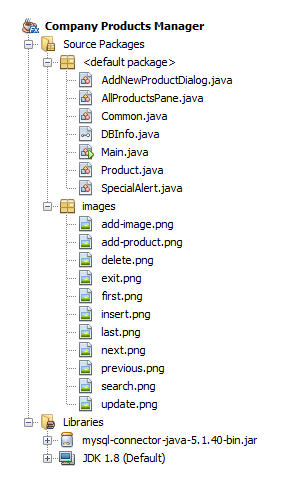 Company Products Manager
Source Packages
<default package>
AddNewProductDialog.java
AllProductsPane.java
Common.java
DBInfo.java
Main.java
Product.java
SpecialAlert.java
images
add-image.png
add-product.png
delete.png
exit.png
first.png
insert.png
last.png
next.png
previous.png
search.png
update.png
Libraries
mysql-connector-java-5.1.40-bin.jar
JDK 1.8 (Default)